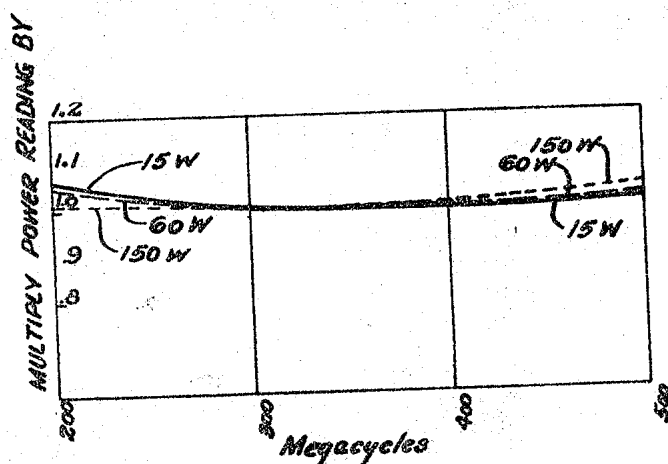 MULTIPLY POWER READING BY
1.2
1.1
1.0
.9
.8
15 W
60 W
150 W
150 W
60 W
15 W
200
300
400
500
Megacycles